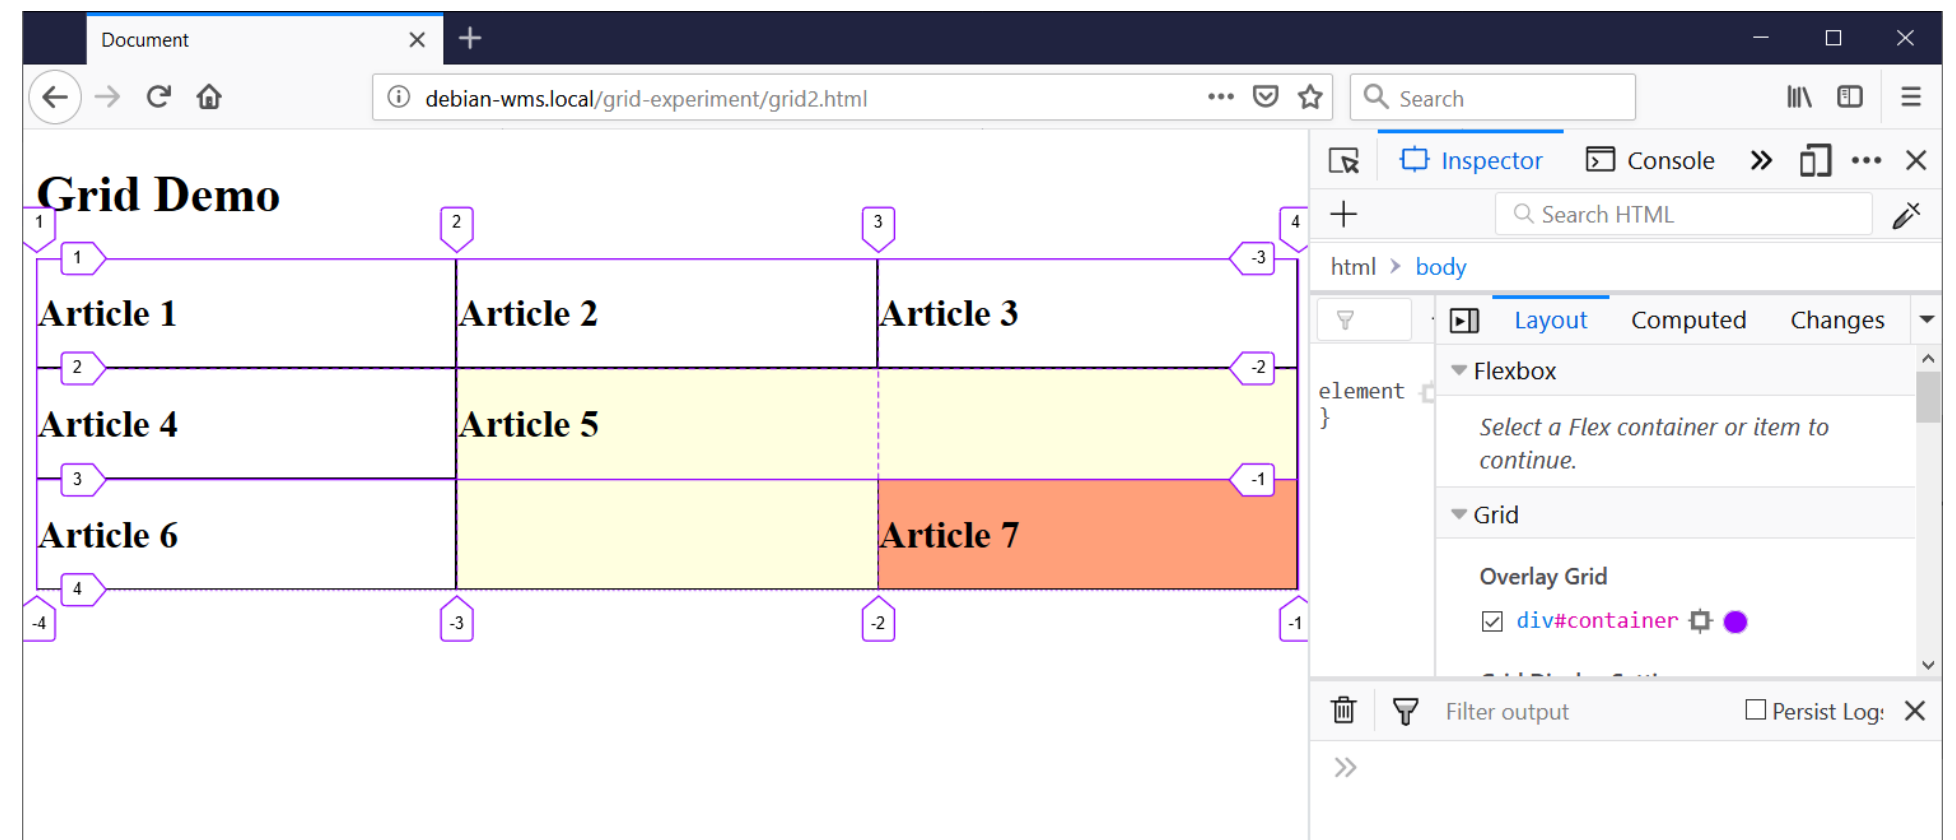 Document
debian-wms.local/grid-experiment/grid2.html
Search
Grid Demo
1
2
3
4
1
-3
Article 1
Article 2
Article 3
2
-2
Article 4
Article 5
3
-1
Article 6
Article 7
4
-4
-3
-2
-1
Inspector
Console
Search HTML
html
body
Layout
Computed
Changes
element
}
Flexbox
Select a Flex container or item to
continue.
Grid
Overlay Grid
div#container
Filter output
Persist Logs